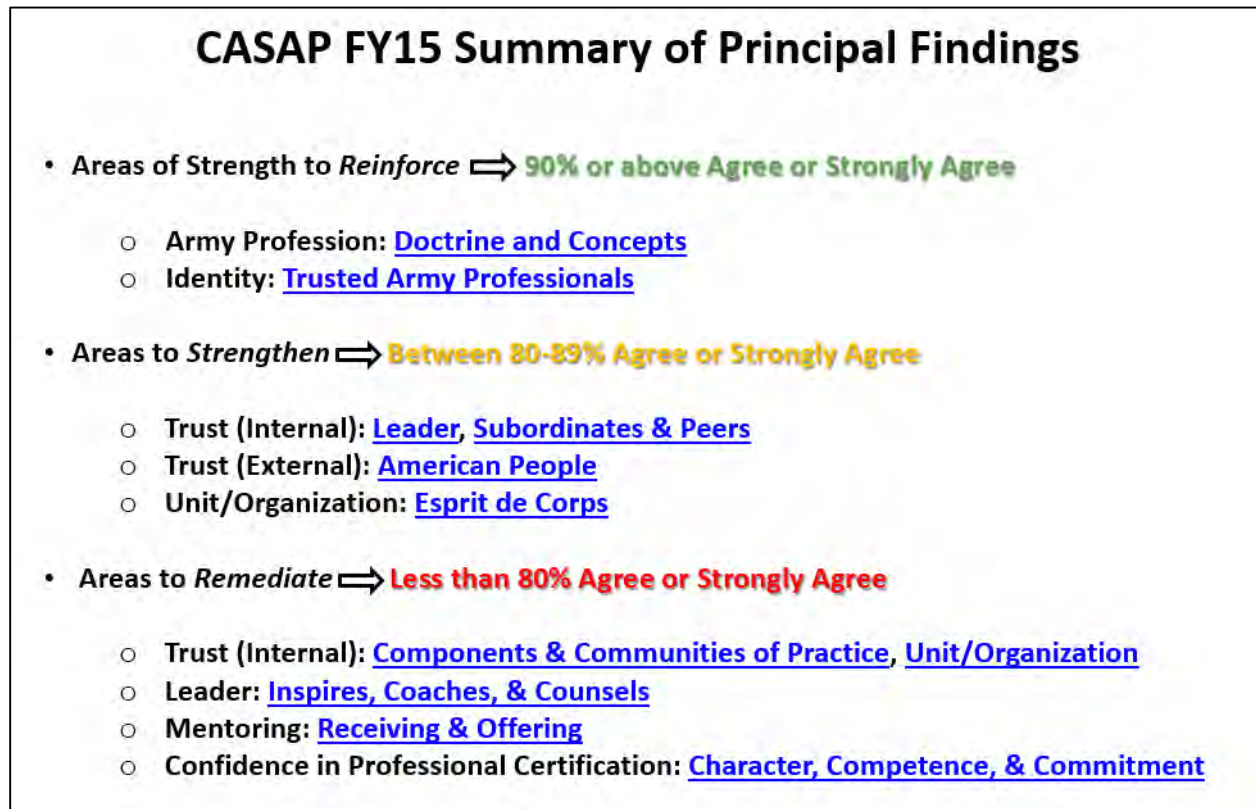 CASAP FY15 Summary of Principal Findings
• Areas of Strength to Reinforce ⇨ 90% or above Agree or Strongly Agree
o Army Profession: Doctrine and Concepts
o Identity: Trusted Army Professionals
• Areas to Strengthen ⇨ Between 80-89% Agree or Strongly Agree
o Trust (Internal): Leader, Subordinates & Peers
o Trust (External): American People
o Unit/Organization: Esprit de Corps
• Areas to Remediate ⇨ Less than 80% Agree or Strongly Agree
o Trust (Internal): Components & Communities of Practice, Unit/Organization
o Leader: Inspires, Coaches, & Counsels
o Mentoring: Receiving & Offering
o Confidence in Professional Certification: Character, Competence, & Commitment